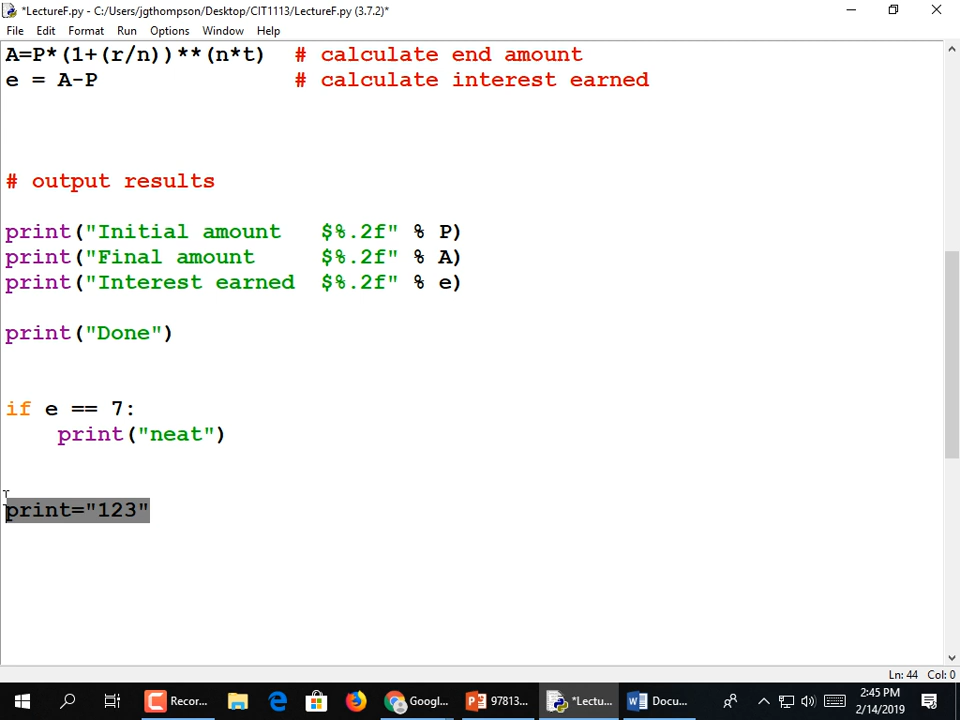 *LectureF.py - C:/Users/jgthompson/Desktop/CIT1113/LectureF.py (3.7.2)*
File Edit Format Run Options Window Help
A=P*(1+(r/n))**(n*t)  # calculate end amount
e = A-P               # calculate interest earned
# output results
print("Initial amount   $%.2f" % P)
print("Final amount     $%.2f" % A)
print("Interest earned  $%.2f" % e)
print("Done")
if e == 7:
    print("neat")
print="123"
Ln: 44 Col: 0
Recor... Googl... 97813... *Lectu... Docu... 2:45 PM
2/14/2019